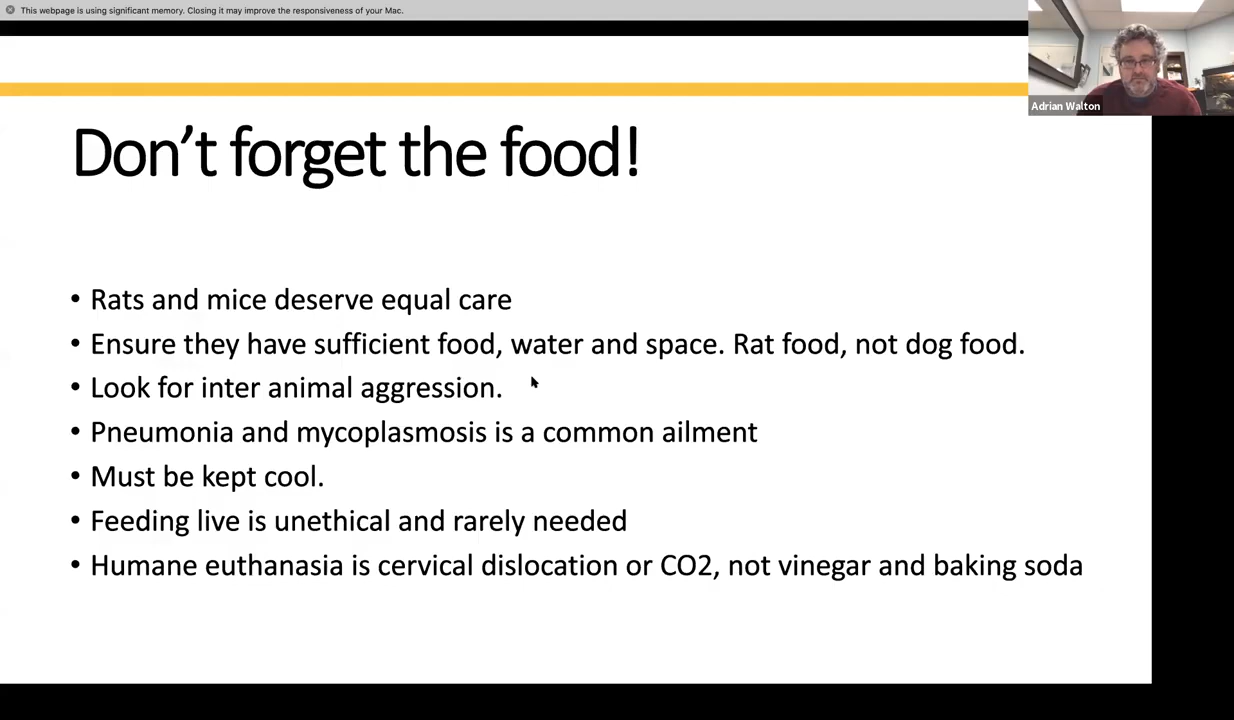 This webpage is using significant memory. Closing it may improve the responsiveness of your Mac.
Adrian Walton
Don’t forget the food!
• Rats and mice deserve equal care
• Ensure they have sufficient food, water and space. Rat food, not dog food.
• Look for inter animal aggression.
• Pneumonia and mycoplasmosis is a common ailment
• Must be kept cool.
• Feeding live is unethical and rarely needed
• Humane euthanasia is cervical dislocation or CO2, not vinegar and baking soda